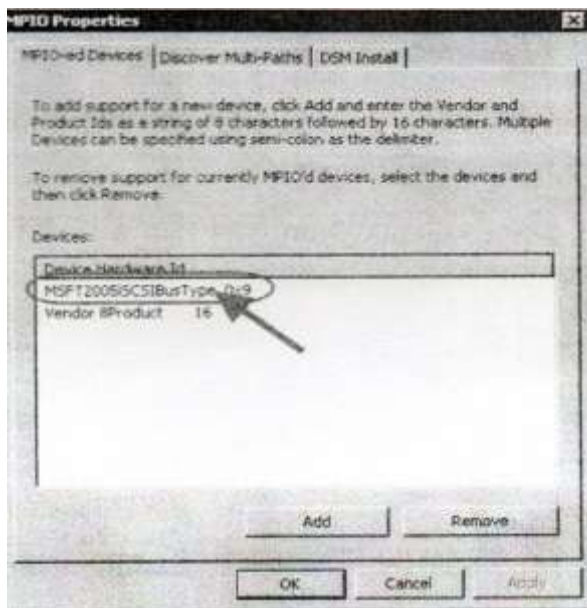 MPIO Properties
MPIO-ed Devices Discover Multi-Paths DSM Install
To add support for a new device, click Add and enter the Vendor and
Product Ids as a string of 8 characters followed by 16 characters. Multiple
Devices can be specified using semi-colon as the delimiter.
To remove support for currently MPIO'd devices, select the devices and
then click Remove.
Devices:
Device Hardware Id
MSFT2005iSCSIBusType_0x9
Vendor 8Product 16
Add Remove
OK Cancel Apply